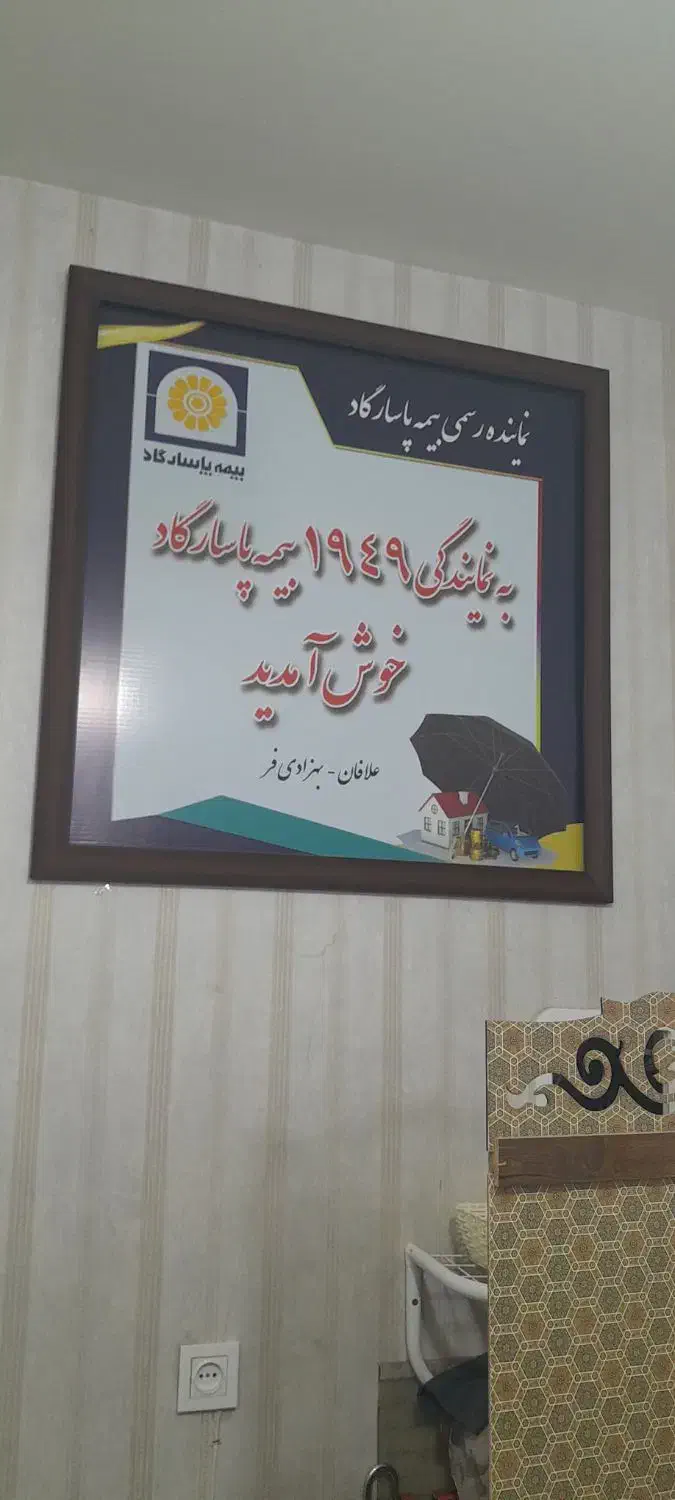 نماینده رسمی بیمه پاسارگاد
بیمه پاسارگاد
به نمایندگی ۱۹٤۹ بیمه پاسارگاد
خوش آمدید
علافان - بهزادی فر